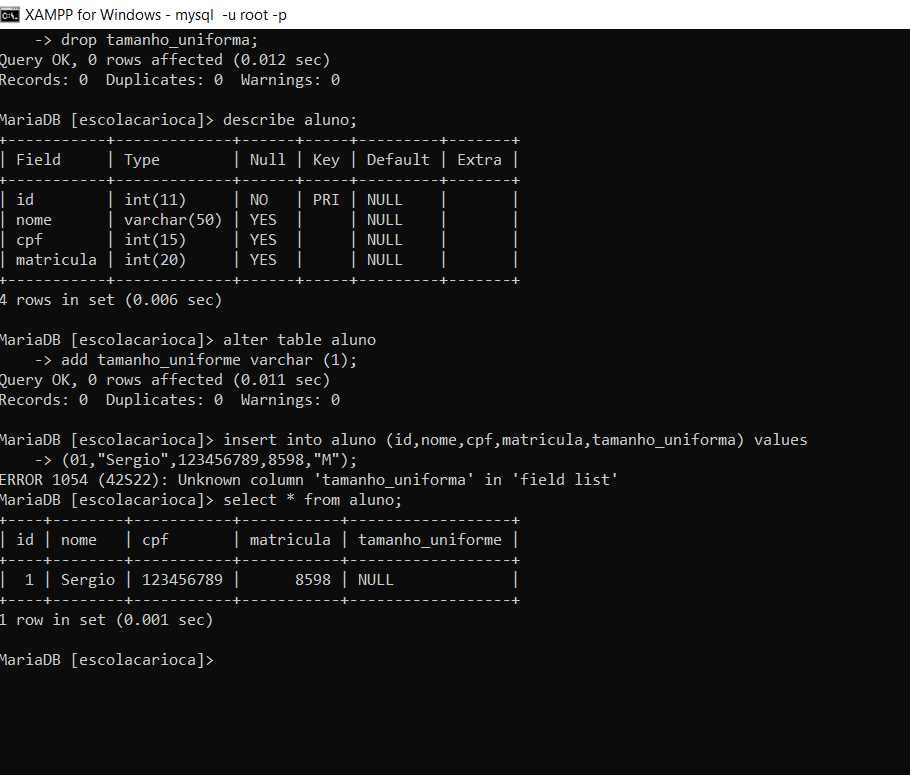 XAMPP for Windows - mysql  -u root -p
    -> drop tamanho_uniforma;
Query OK, 0 rows affected (0.012 sec)
Records: 0  Duplicates: 0  Warnings: 0
MariaDB [escolacarioca]> describe aluno;
+-----------+-------------+------+-----+---------+-------+
| Field     | Type        | Null | Key | Default | Extra |
+-----------+-------------+------+-----+---------+-------+
| id        | int(11)     | NO   | PRI | NULL    |       |
| nome      | varchar(50) | YES  |     | NULL    |       |
| cpf       | int(15)     | YES  |     | NULL    |       |
| matricula | int(20)     | YES  |     | NULL    |       |
+-----------+-------------+------+-----+---------+-------+
4 rows in set (0.006 sec)
MariaDB [escolacarioca]> alter table aluno
    -> add tamanho_uniforme varchar (1);
Query OK, 0 rows affected (0.011 sec)
Records: 0  Duplicates: 0  Warnings: 0
MariaDB [escolacarioca]> insert into aluno (id,nome,cpf,matricula,tamanho_uniforma) values
    -> (01,"Sergio",123456789,8598,"M");
ERROR 1054 (42S22): Unknown column 'tamanho_uniforma' in 'field list'
MariaDB [escolacarioca]> select * from aluno;
+----+--------+-----------+-----------+------------------+
| id | nome   | cpf       | matricula | tamanho_uniforme |
+----+--------+-----------+-----------+------------------+
|  1 | Sergio | 123456789 |      8598 | NULL             |
+----+--------+-----------+-----------+------------------+
1 row in set (0.001 sec)
MariaDB [escolacarioca]>